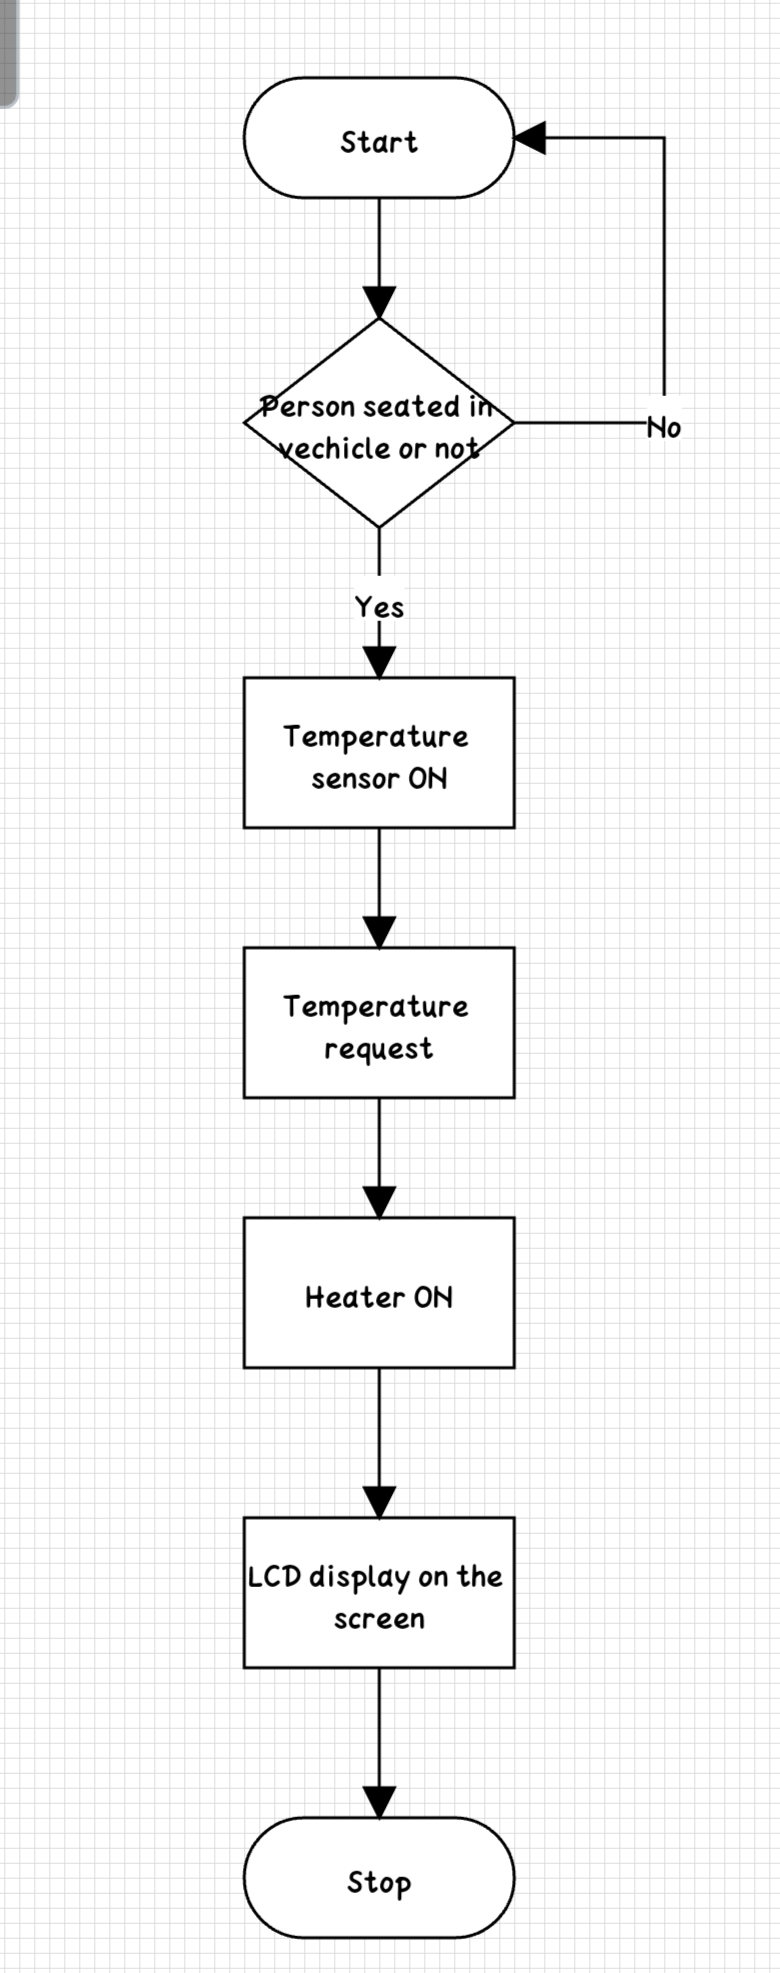 Start
Person seated in
vechicle or not
No
Yes
Temperature
sensor ON
Temperature
request
Heater ON
LCD display on the
screen
Stop